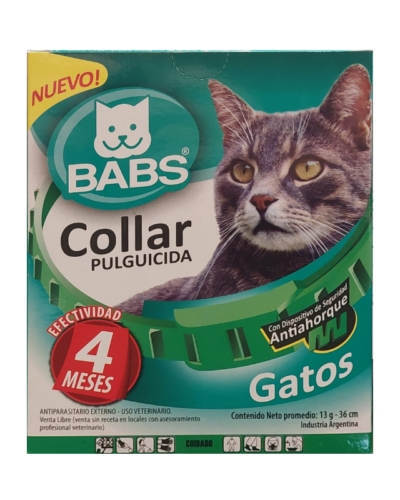 NUEVO!
BABS®
Collar
PULGUICIDA
EFECTIVIDAD
4
MESES
Con Dispositivo de Seguridad
Antiahorque
Gatos
ANTIPARASITARIO EXTERNO - USO VETERINARIO.
Venta Libre (venta sin receta en locales con asesoramiento
profesional veterinario)
Contenido Neto promedio: 13 g - 36 cm
Industria Argentina
CUIDADO